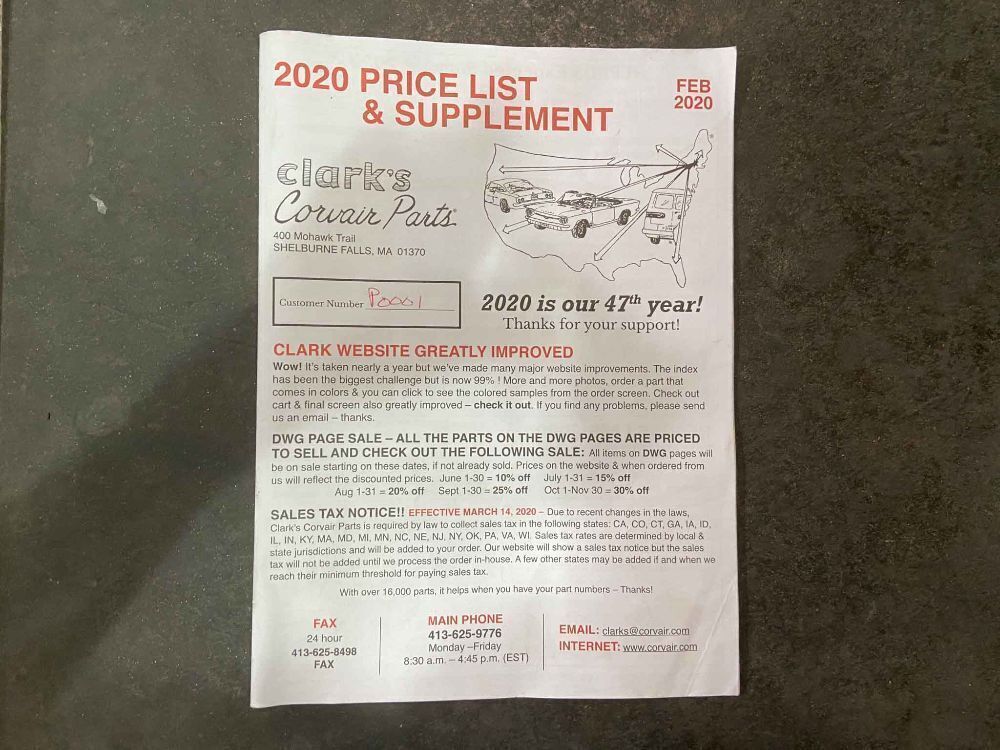 2020 PRICE LIST
& SUPPLEMENT
FEB
2020
clark's
Corvair Parts
400 Mohawk Trail
SHELBURNE FALLS, MA 01370
Customer Number P0001
2020 is our 47th year!
Thanks for your support!
CLARK WEBSITE GREATLY IMPROVED
Wow! It's taken nearly a year but we've made many major website improvements. The index
has been the biggest challenge but is now 99% ! More and more photos, order a part that
comes in colors & you can click to see the colored samples from the order screen. Check out
cart & final screen also greatly improved – check it out. If you find any problems, please send
us an email – thanks.
DWG PAGE SALE – ALL THE PARTS ON THE DWG PAGES ARE PRICED
TO SELL AND CHECK OUT THE FOLLOWING SALE: All items on DWG pages will
be on sale starting on these dates, if not already sold. Prices on the website & when ordered from
us will reflect the discounted prices. June 1-30 = 10% off July 1-31 = 15% off
Aug 1-31 = 20% off Sept 1-30 = 25% off Oct 1-Nov 30 = 30% off
SALES TAX NOTICE!! EFFECTIVE MARCH 14, 2020 – Due to recent changes in the laws,
Clark's Corvair Parts is required by law to collect sales tax in the following states: CA, CO, CT, GA, IA, ID,
IL, IN, KY, MA, MD, MI, MN, NC, NE, NJ, NY, OK, PA, VA, WI. Sales tax rates are determined by local &
state jurisdictions and will be added to your order. Our website will show a sales tax notice but the sales
tax will not be added until we process the order in-house. A few other states may be added if and when we
reach their minimum threshold for paying sales tax.
With over 16,000 parts, it helps when you have your part numbers – Thanks!
FAX
24 hour
413-625-8498
FAX
MAIN PHONE
413-625-9776
Monday –Friday
8:30 a.m. – 4:45 p.m. (EST)
EMAIL: clarks@corvair.com
INTERNET: www.corvair.com